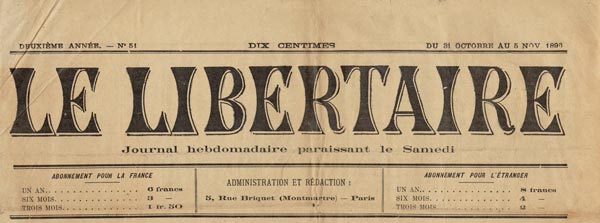 DEUXIÈME ANNÉE. — N° 51 DIX CENTIMES DU 31 OCTOBRE AU 5 NOV. 1896
LE LIBERTAIRE
Journal hebdomadaire paraissant le Samedi
ABONNEMENT POUR LA FRANCE
UN AN.................... 6 francs
SIX MOIS................. 3 —
TROIS MOIS.............. 1 fr. 50
ADMINISTRATION ET RÉDACTION :
5, Rue Briquet (Montmartre) — Paris
ABONNEMENT POUR L'ÉTRANGER
UN AN.................... 8 francs
SIX MOIS................. 4 —
TROIS MOIS.............. 2 —